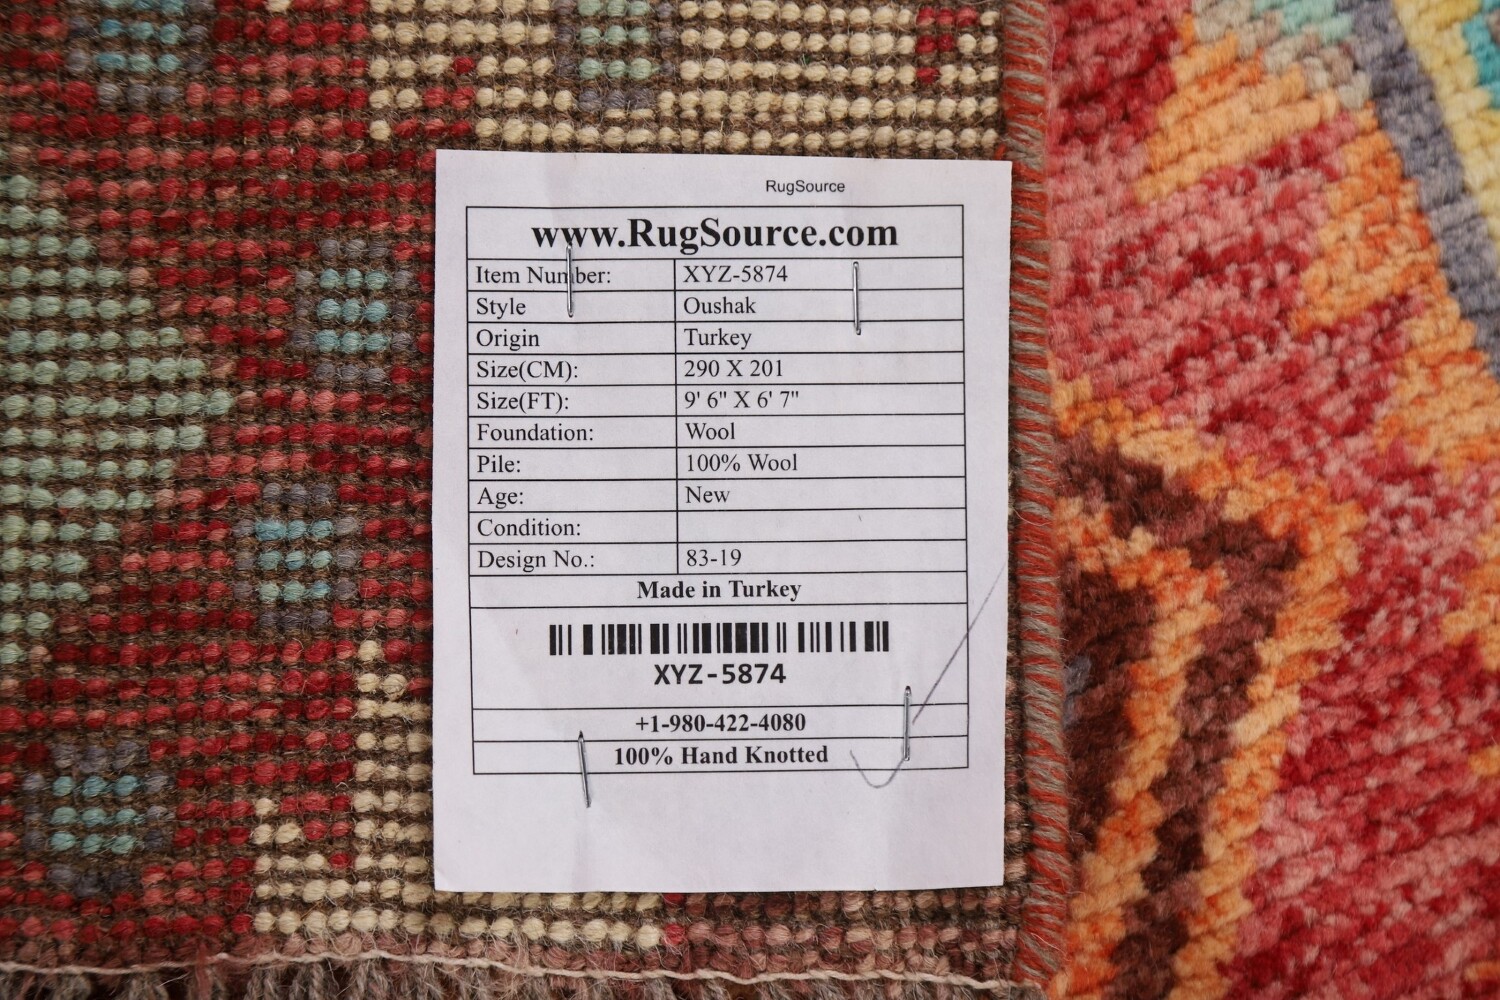 RugSource
www.RugSource.com
Item Number: XYZ-5874
Style Oushak
Origin Turkey
Size(CM): 290 X 201
Size(FT): 9' 6" X 6' 7"
Foundation: Wool
Pile: 100% Wool
Age: New
Condition:
Design No.: 83-19
Made in Turkey
XYZ-5874
+1-980-422-4080
100% Hand Knotted